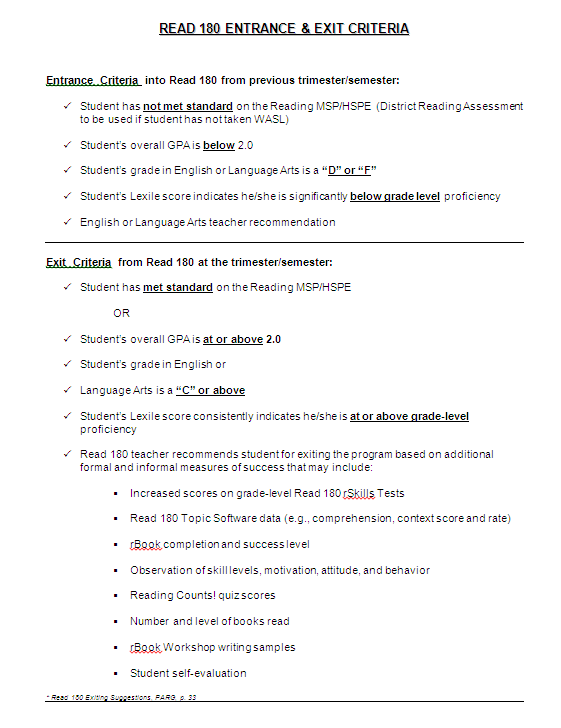 READ 180 ENTRANCE & EXIT CRITERIA
Entrance Criteria into Read 180 from previous trimester/semester:
✓ Student has not met standard on the Reading MSP/HSPE (District Reading Assessment
to be used if student has not taken WASL)
✓ Student's overall GPA is below 2.0
✓ Student's grade in English or Language Arts is a “D” or “F”
✓ Student's Lexile score indicates he/she is significantly below grade level proficiency
✓ English or Language Arts teacher recommendation
Exit Criteria from Read 180 at the trimester/semester:
✓ Student has met standard on the Reading MSP/HSPE
OR
✓ Student's overall GPA is at or above 2.0
✓ Student's grade in English or
✓ Language Arts is a “C” or above
✓ Student's Lexile score consistently indicates he/she is at or above grade-level
proficiency
✓ Read 180 teacher recommends student for exiting the program based on additional
formal and informal measures of success that may include:
▪ Increased scores on grade-level Read 180 rSkills Tests
▪ Read 180 Topic Software data (e.g., comprehension, context score and rate)
▪ rBook completion and success level
▪ Observation of skill levels, motivation, attitude, and behavior
▪ Reading Counts! quiz scores
▪ Number and level of books read
▪ rBook Workshop writing samples
▪ Student self-evaluation
* Read 180 Exiting Suggestions, PARG, p. 33